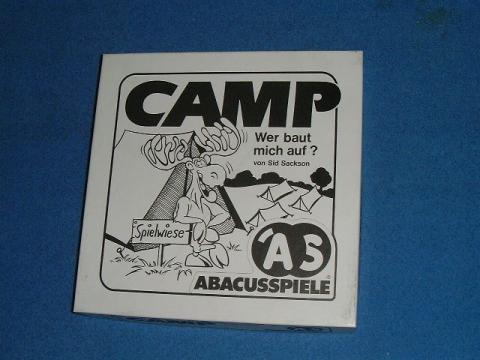 CAMP
Wer baut
mich auf?
von Sid Sackson
Spielwiese
AS
ABACUSSPIELE